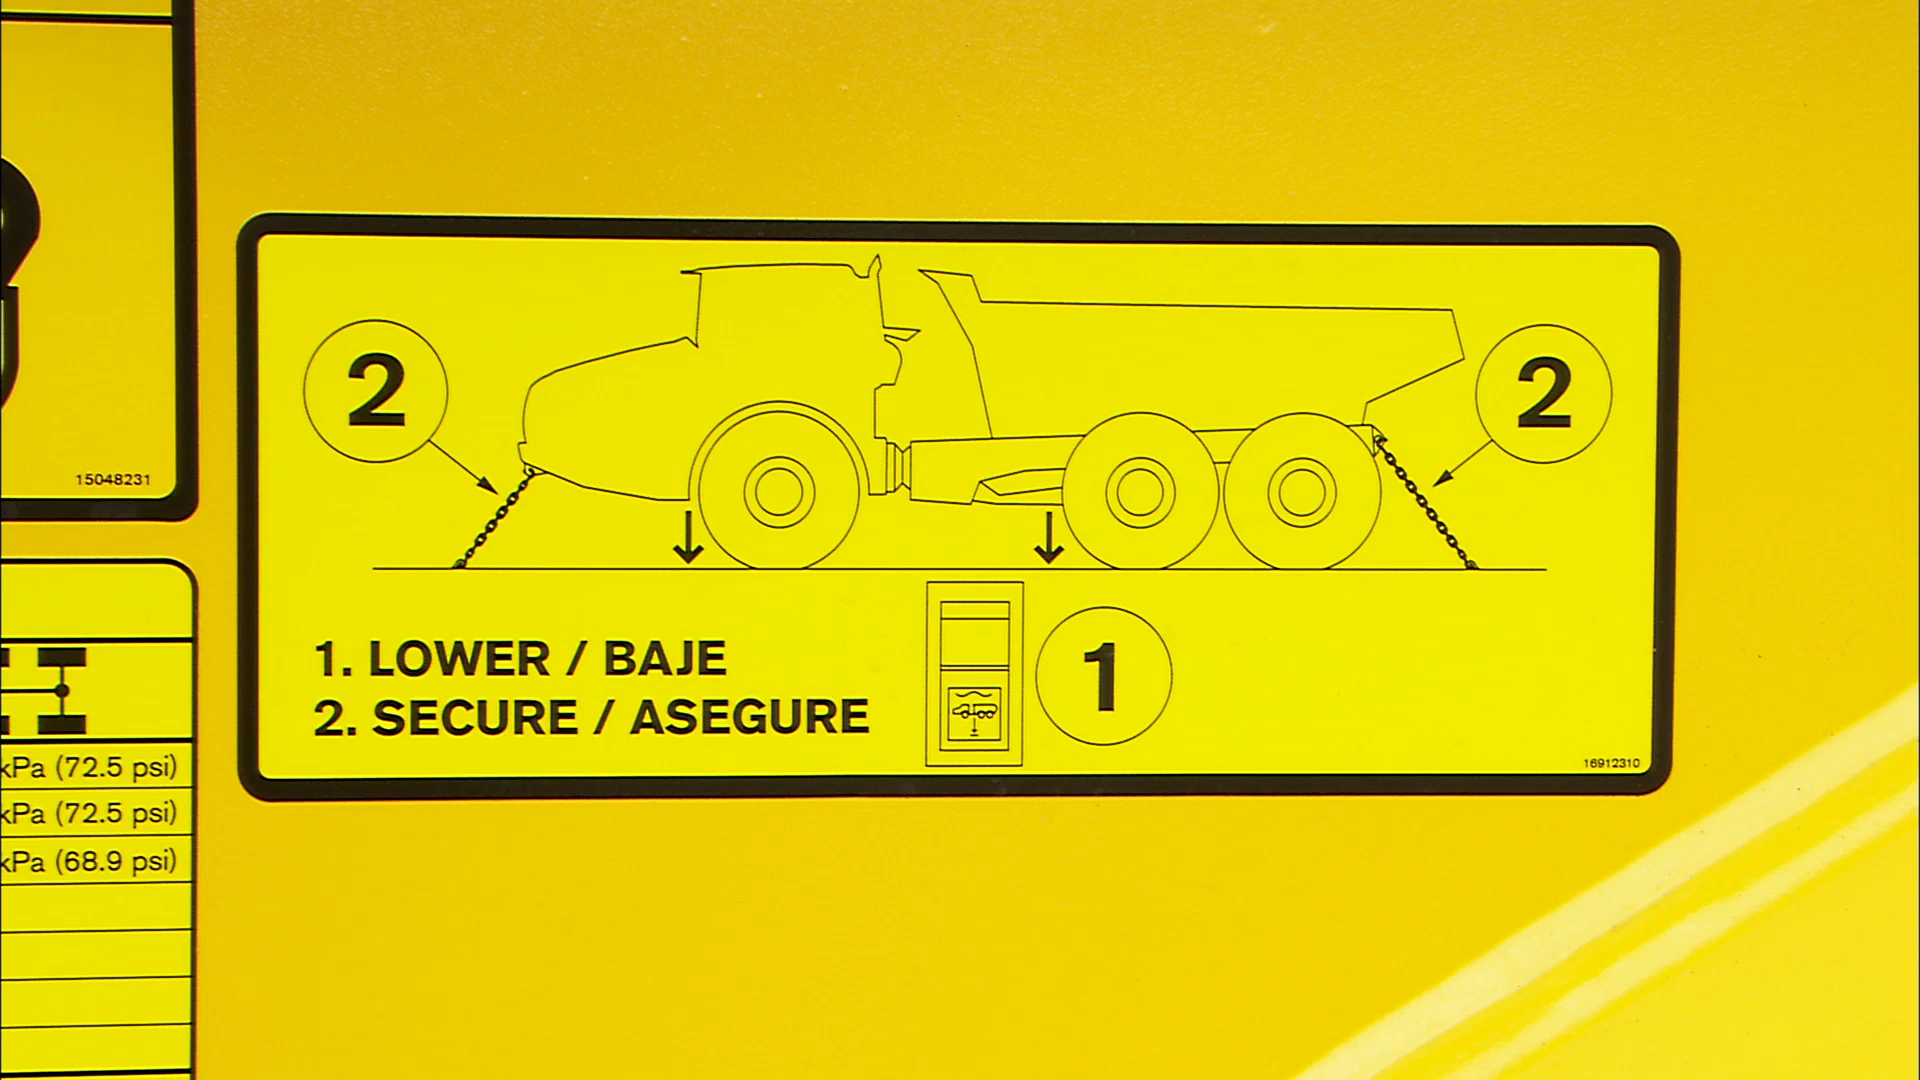 15048231
kPa (72.5 psi)
kPa (72.5 psi)
kPa (68.9 psi)
2
2
1. LOWER / BAJE
2. SECURE / ASEGURE
1
16912310